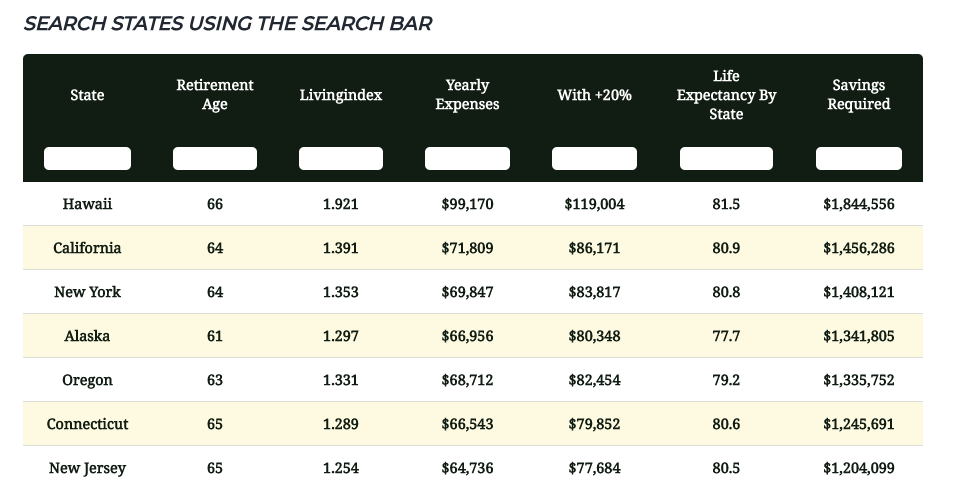 SEARCH STATES USING THE SEARCH BAR
State Retirement Age Livingindex Yearly Expenses With +20% Life Expectancy By State Savings Required
Hawaii 66 1.921 $99,170 $119,004 81.5 $1,844,556
California 64 1.391 $71,809 $86,171 80.9 $1,456,286
New York 64 1.353 $69,847 $83,817 80.8 $1,408,121
Alaska 61 1.297 $66,956 $80,348 77.7 $1,341,805
Oregon 63 1.331 $68,712 $82,454 79.2 $1,335,752
Connecticut 65 1.289 $66,543 $79,852 80.6 $1,245,691
New Jersey 65 1.254 $64,736 $77,684 80.5 $1,204,099